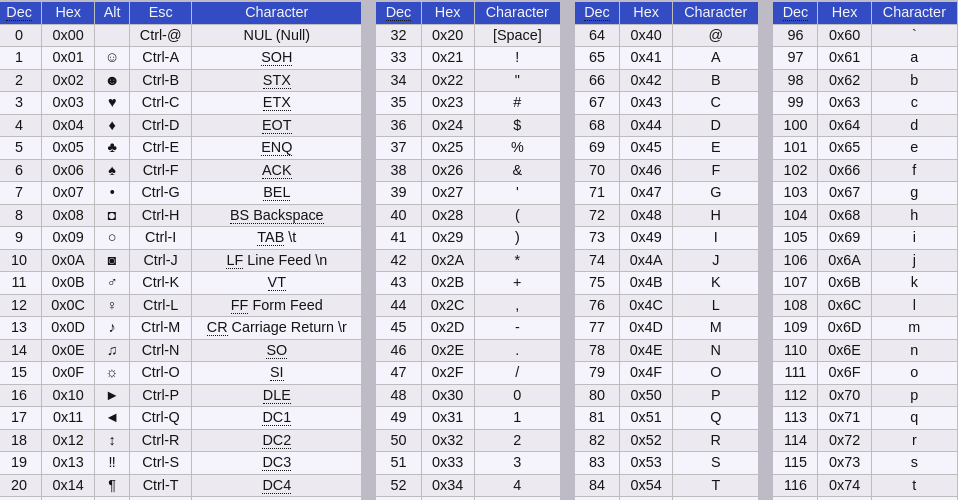 Dec Hex Alt Esc Character Dec Hex Character Dec Hex Character Dec Hex Character
0 0x00 Ctrl-@ NUL (Null) 32 0x20 [Space] 64 0x40 @ 96 0x60 `
1 0x01 ☺ Ctrl-A SOH 33 0x21 ! 65 0x41 A 97 0x61 a
2 0x02 ☻ Ctrl-B STX 34 0x22 " 66 0x42 B 98 0x62 b
3 0x03 ♥ Ctrl-C ETX 35 0x23 # 67 0x43 C 99 0x63 c
4 0x04 ♦ Ctrl-D EOT 36 0x24 $ 68 0x44 D 100 0x64 d
5 0x05 ♣ Ctrl-E ENQ 37 0x25 % 69 0x45 E 101 0x65 e
6 0x06 ♠ Ctrl-F ACK 38 0x26 & 70 0x46 F 102 0x66 f
7 0x07 • Ctrl-G BEL 39 0x27 ' 71 0x47 G 103 0x67 g
8 0x08 ◘ Ctrl-H BS Backspace 40 0x28 ( 72 0x48 H 104 0x68 h
9 0x09 ○ Ctrl-I TAB \t 41 0x29 ) 73 0x49 I 105 0x69 i
10 0x0A ◙ Ctrl-J LF Line Feed \n 42 0x2A * 74 0x4A J 106 0x6A j
11 0x0B ♂ Ctrl-K VT 43 0x2B + 75 0x4B K 107 0x6B k
12 0x0C ♀ Ctrl-L FF Form Feed 44 0x2C , 76 0x4C L 108 0x6C l
13 0x0D ♪ Ctrl-M CR Carriage Return \r 45 0x2D - 77 0x4D M 109 0x6D m
14 0x0E ♫ Ctrl-N SO 46 0x2E . 78 0x4E N 110 0x6E n
15 0x0F ☼ Ctrl-O SI 47 0x2F / 79 0x4F O 111 0x6F o
16 0x10 ► Ctrl-P DLE 48 0x30 0 80 0x50 P 112 0x70 p
17 0x11 ◄ Ctrl-Q DC1 49 0x31 1 81 0x51 Q 113 0x71 q
18 0x12 ↕ Ctrl-R DC2 50 0x32 2 82 0x52 R 114 0x72 r
19 0x13 ‼ Ctrl-S DC3 51 0x33 3 83 0x53 S 115 0x73 s
20 0x14 ¶ Ctrl-T DC4 52 0x34 4 84 0x54 T 116 0x74 t